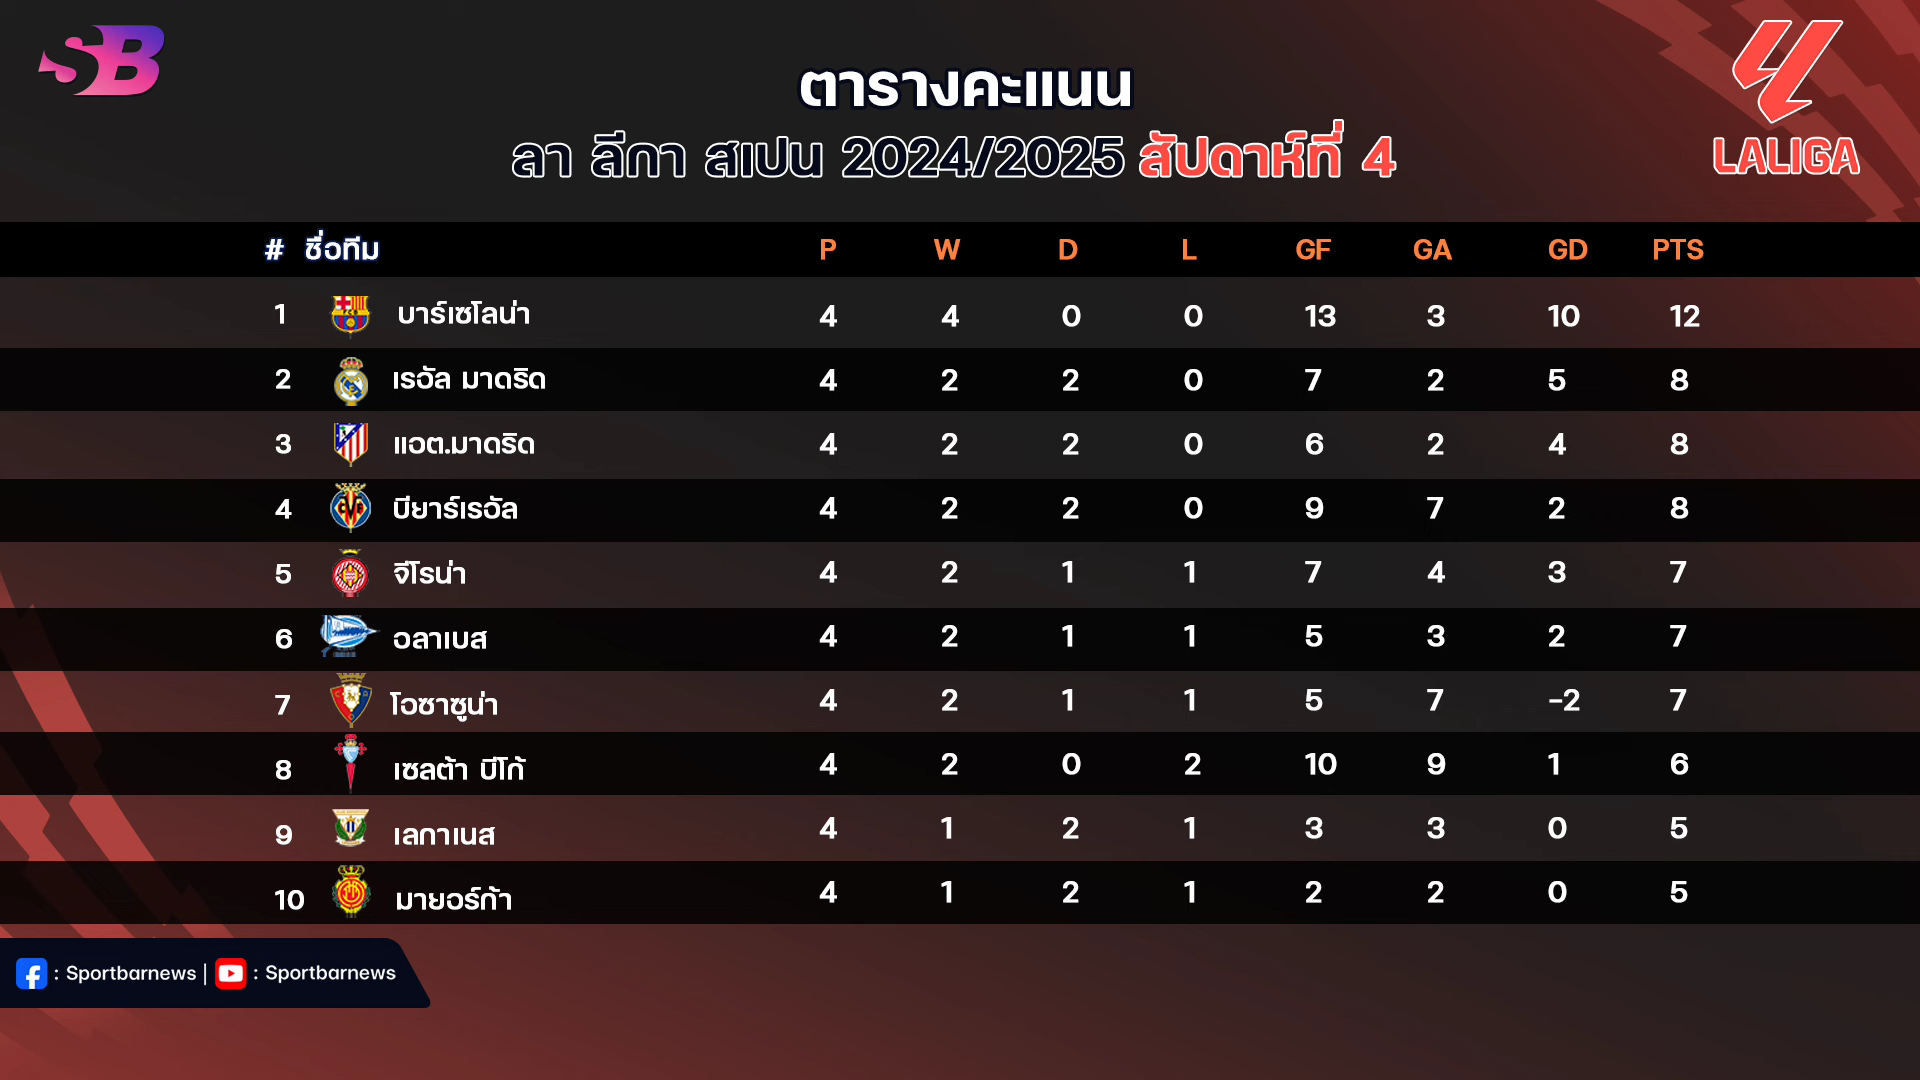 SB
ตารางคะแนน
ลา ลีกา สเปน 2024/2025 สัปดาห์ที่ 4
LALIGA
# ชื่อทีม P W D L GF GA GD PTS
1 บาร์เซโลน่า 4 4 0 0 13 3 10 12
2 เรอัล มาดริด 4 2 2 0 7 2 5 8
3 แอต.มาดริด 4 2 2 0 6 2 4 8
4 บียาร์เรอัล 4 2 2 0 9 7 2 8
5 จีโรน่า 4 2 1 1 7 4 3 7
6 อลาเบส 4 2 1 1 5 3 2 7
7 โอซาซูน่า 4 2 1 1 5 7 -2 7
8 เซลต้า บีโก้ 4 2 0 2 10 9 1 6
9 เลกาเนส 4 1 2 1 3 3 0 5
10 มายอร์ก้า 4 1 2 1 2 2 0 5
: Sportbarnews | : Sportbarnews